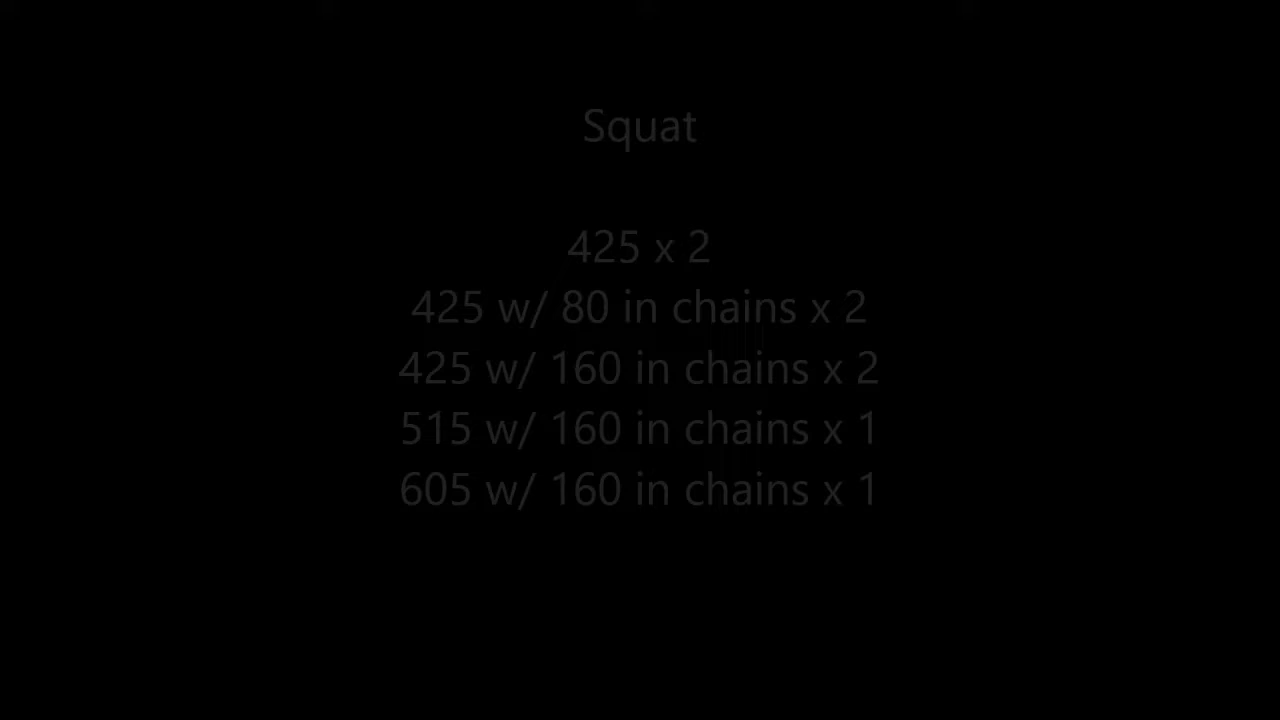 Squat
425 x 2
425 w/ 80 in chains x 2
425 w/ 160 in chains x 2
515 w/ 160 in chains x 1
605 w/ 160 in chains x 1